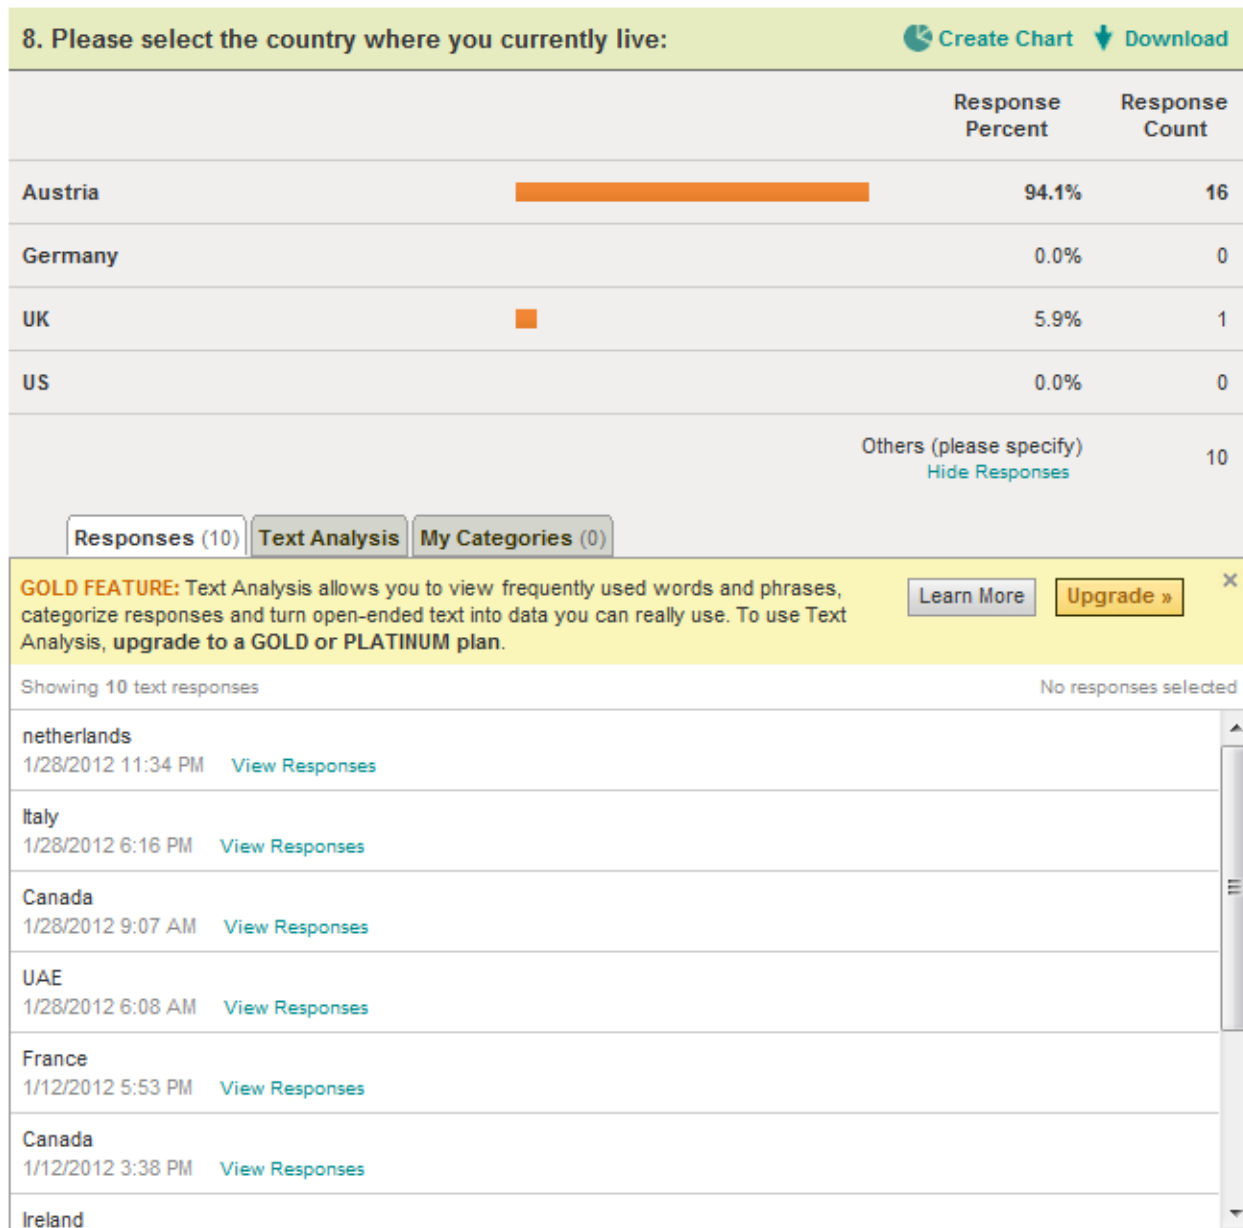 8. Please select the country where you currently live:
Create Chart
Download
Response Percent
Response Count
Austria 94.1% 16
Germany 0.0% 0
UK 5.9% 1
US 0.0% 0
Others (please specify) 10
Hide Responses
Responses (10) Text Analysis My Categories (0)
GOLD FEATURE: Text Analysis allows you to view frequently used words and phrases,
categorize responses and turn open-ended text into data you can really use. To use Text
Analysis, upgrade to a GOLD or PLATINUM plan.
Learn More
Upgrade »
Showing 10 text responses
No responses selected
netherlands
1/28/2012 11:34 PM View Responses
Italy
1/28/2012 6:16 PM View Responses
Canada
1/28/2012 9:07 AM View Responses
UAE
1/28/2012 6:08 AM View Responses
France
1/12/2012 5:53 PM View Responses
Canada
1/12/2012 3:38 PM View Responses
Ireland